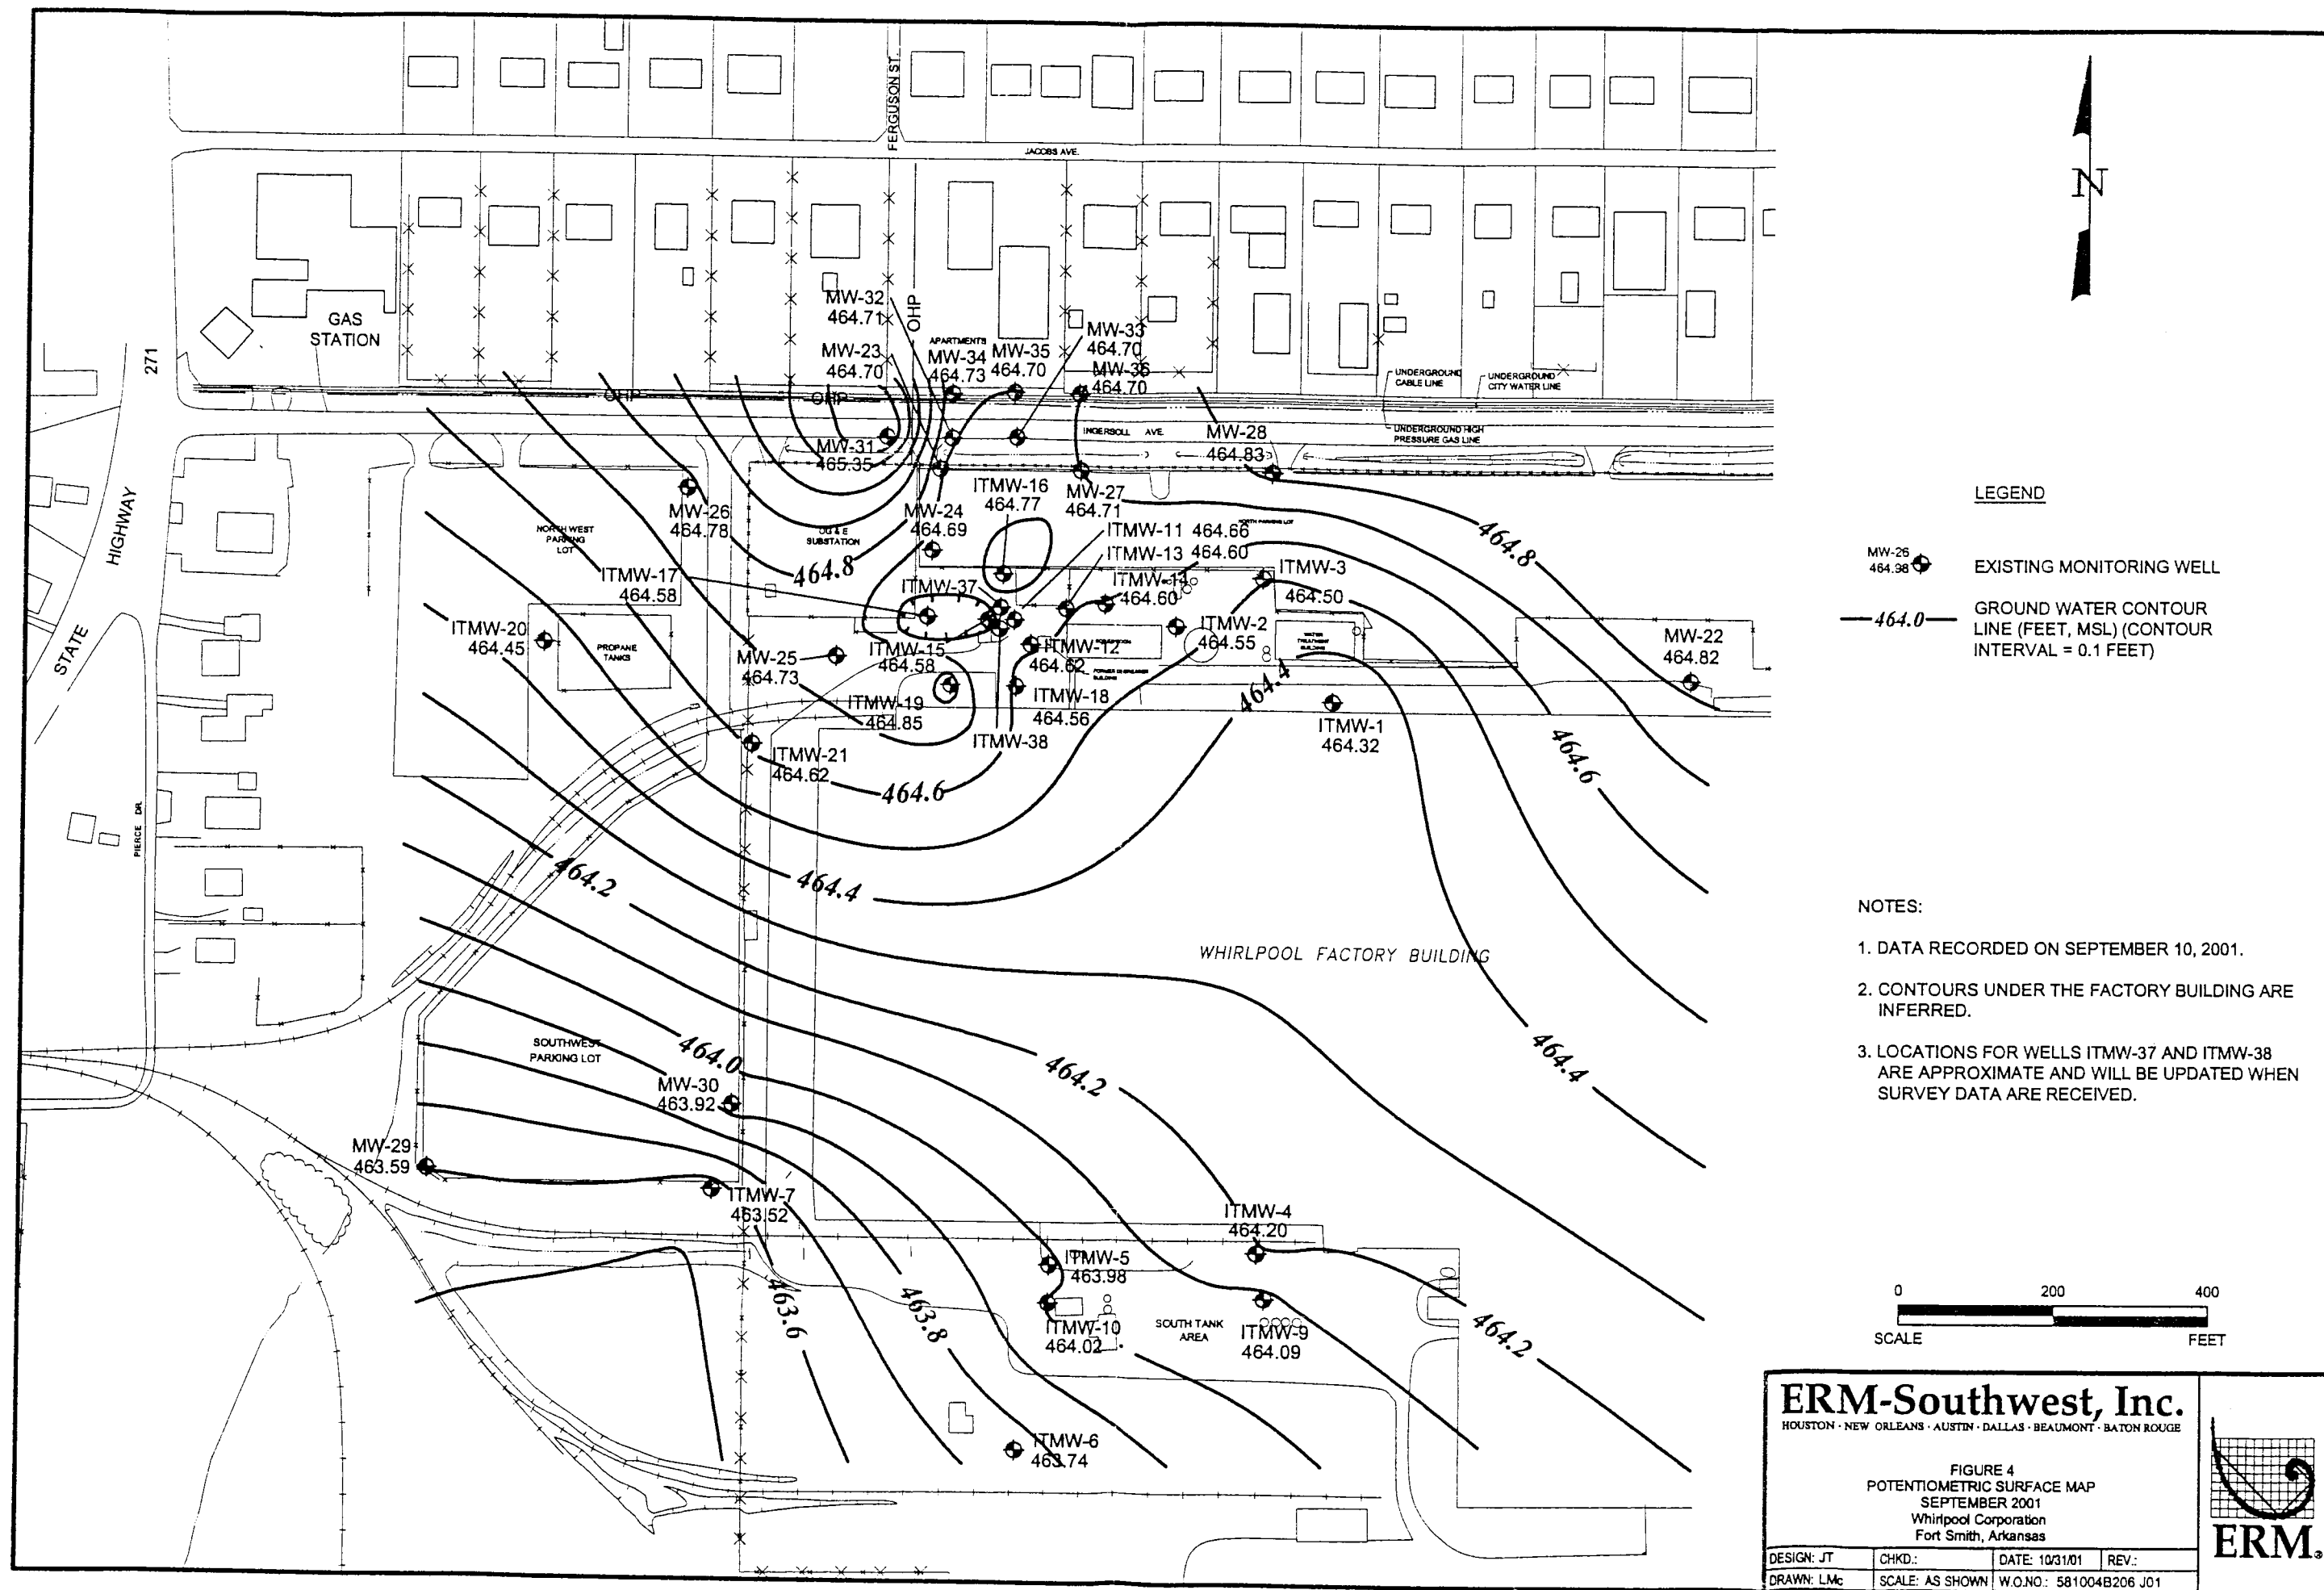 FERGUSON ST.
JACOBS AVE.
GAS
STATION
271
HIGHWAY
STATE
PIERCE DR.
OHP
OHP
OHP
APARTMENTS
MW-32
464.71
MW-23
464.70
MW-34
464.73
MW-35
464.70
MW-33
464.70
MW-36
464.70
UNDERGROUND
CABLE LINE
UNDERGROUND
CITY WATER LINE
UNDERGROUND HIGH
PRESSURE GAS LINE
INGERSOLL AVE.
MW-31
465.35
MW-28
464.83
MW-26
464.78
NORTH WEST
PARKING
LOT
OG & E
SUBSTATION
MW-24
464.69
ITMW-16
464.77
MW-27
464.71
NORTH PARKING LOT
ITMW-11 464.66
ITMW-13 464.60
ITMW-14
464.60
ITMW-3
464.50
464.8
464.8
ITMW-17
464.58
ITMW-37
ITMW-20
464.45
PROPANE
TANKS
MW-25
464.73
ITMW-15
464.58
ITMW-12
464.62
ITMW-2
464.55
WATER
TREATMENT
BUILDING
MW-22
464.82
ITMW-19
464.85
ITMW-18
464.56
ITMW-38
464.4
ITMW-1
464.32
ITMW-21
464.62
464.6
464.6
464.2
464.4
WHIRLPOOL FACTORY BUILDING
464.4
SOUTHWEST
PARKING LOT
464.0
464.2
MW-30
463.92
MW-29
463.59
ITMW-7
463.52
ITMW-4
464.20
ITMW-5
463.98
463.6
463.8
ITMW-10
464.02
SOUTH TANK
AREA
ITMW-9
464.09
464.2
ITMW-6
463.74
N
LEGEND
MW-26
464.98
EXISTING MONITORING WELL
464.0
GROUND WATER CONTOUR
LINE (FEET, MSL) (CONTOUR
INTERVAL = 0.1 FEET)
NOTES:
1. DATA RECORDED ON SEPTEMBER 10, 2001.
2. CONTOURS UNDER THE FACTORY BUILDING ARE
INFERRED.
3. LOCATIONS FOR WELLS ITMW-37 AND ITMW-38
ARE APPROXIMATE AND WILL BE UPDATED WHEN
SURVEY DATA ARE RECEIVED.
0 200 400
SCALE FEET
ERM-Southwest, Inc.
HOUSTON · NEW ORLEANS · AUSTIN · DALLAS · BEAUMONT · BATON ROUGE
FIGURE 4
POTENTIOMETRIC SURFACE MAP
SEPTEMBER 2001
Whirlpool Corporation
Fort Smith, Arkansas
DESIGN: JT CHKD.: DATE: 10/31/01 REV.:
DRAWN: LMc SCALE: AS SHOWN W.O.NO.: 581004B206 J01
ERM®